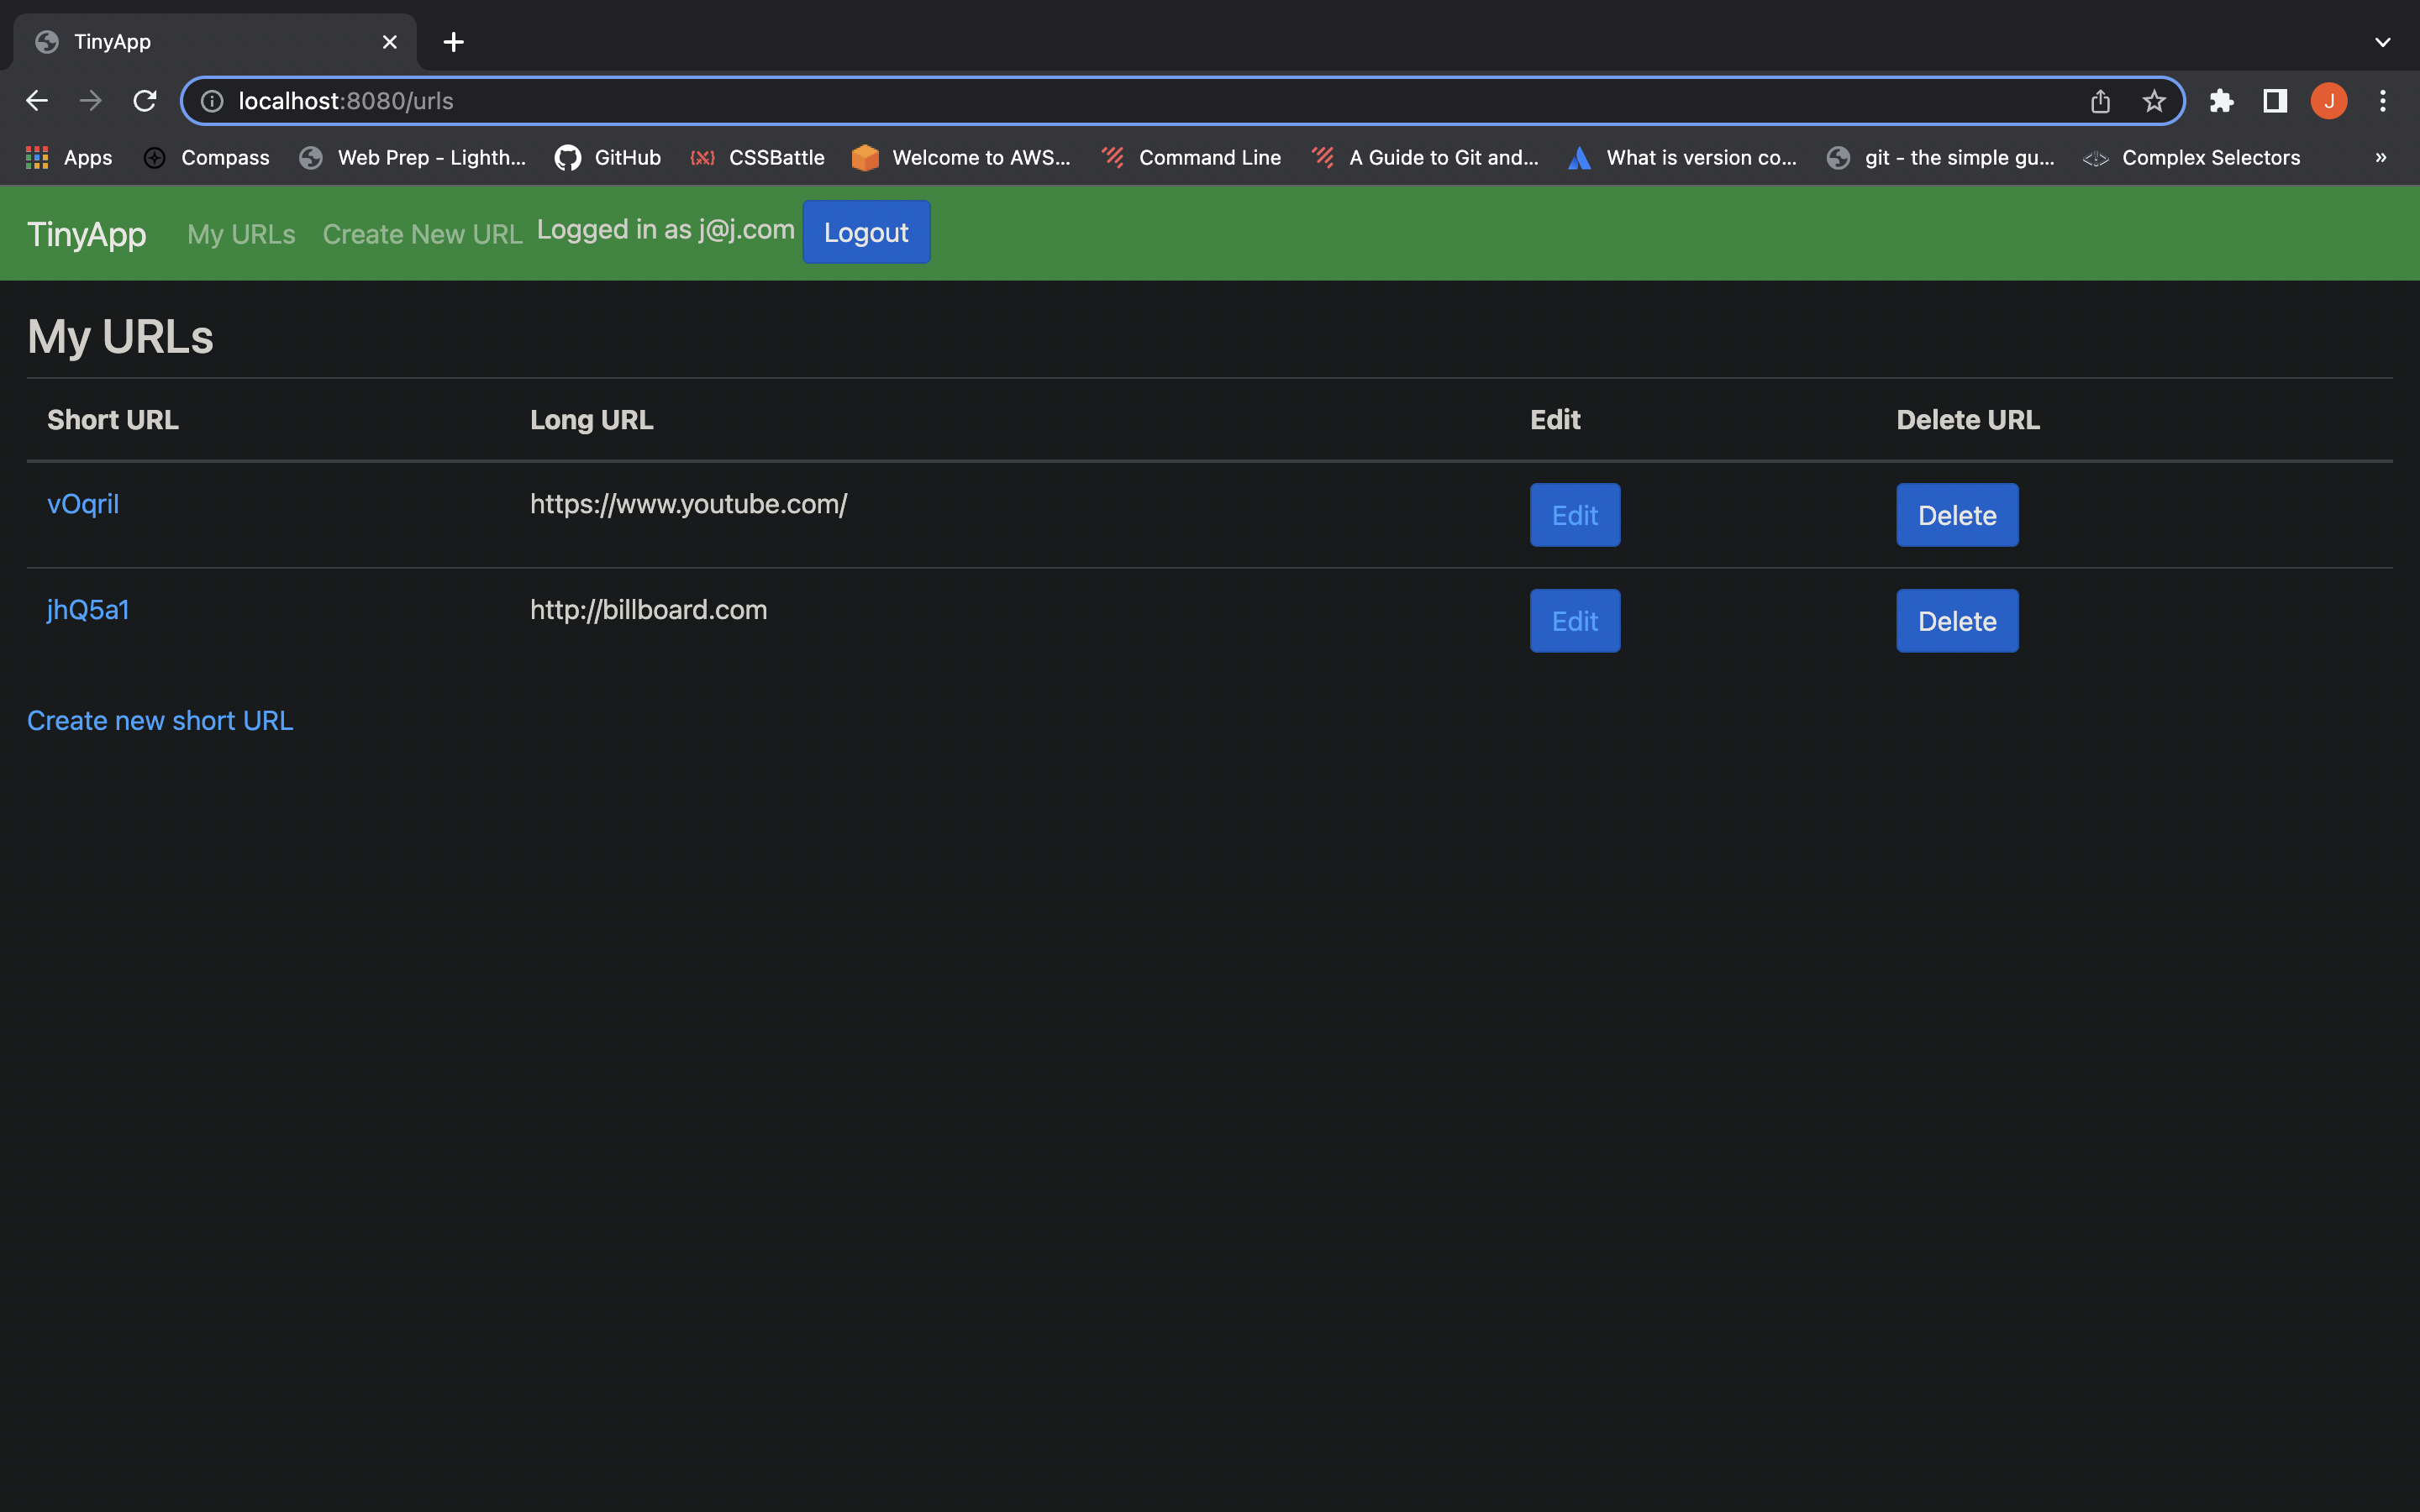 TinyApp
localhost:8080/urls
J
Apps Compass Web Prep - Lighth... GitHub CSSBattle Welcome to AWS... Command Line A Guide to Git and... What is version co... git - the simple gu... Complex Selectors »
TinyApp My URLs Create New URL Logged in as j@j.com Logout
My URLs
Short URL Long URL Edit Delete URL
vOqril https://www.youtube.com/ Edit Delete
jhQ5a1 http://billboard.com Edit Delete
Create new short URL